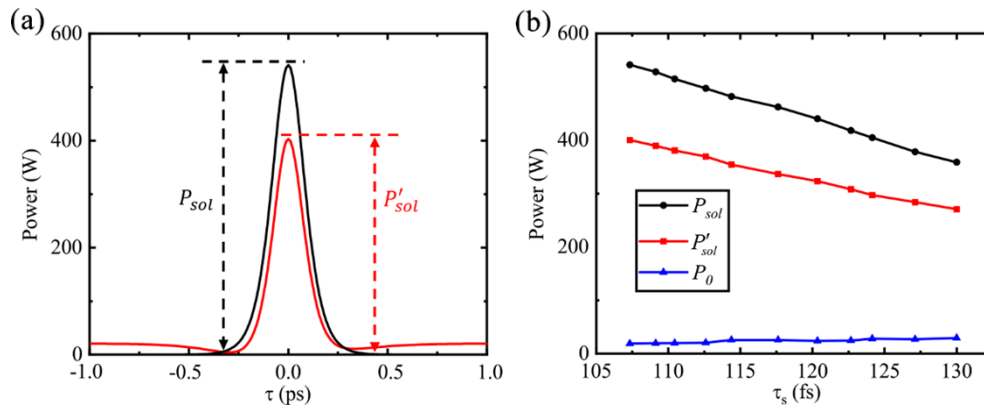 (a)
600
400
200
0
Power (W)
P_sol
P'_sol
-1.0 -0.5 0.0 0.5 1.0
τ (ps)
(b)
600
400
200
0
Power (W)
P_sol
P'_sol
P_0
105 110 115 120 125 130
τ_s (fs)